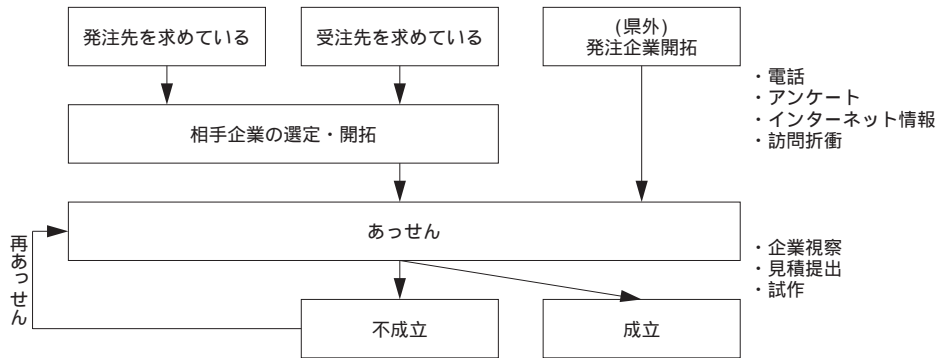 発注先を求めている
受注先を求めている
(県外)
発注企業開拓
・電話
・アンケート
・インターネット情報
・訪問折衝
相手企業の選定・開拓
あっせん
再あっせん
・企業視察
・見積提出
・試作
不成立
成立